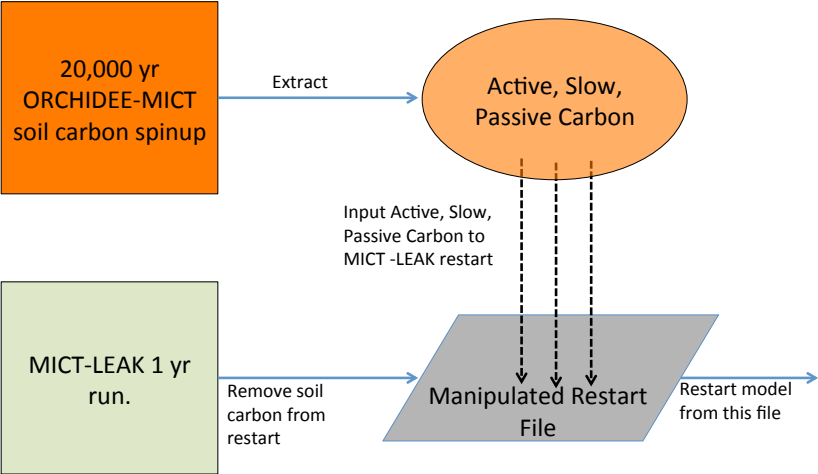 20,000 yr
ORCHIDEE-MICT
soil carbon spinup
Extract
Active, Slow,
Passive Carbon
Input Active, Slow,
Passive Carbon to
MICT -LEAK restart
MICT-LEAK 1 yr
run.
Remove soil
carbon from
restart
Manipulated Restart
File
Restart model
from this file